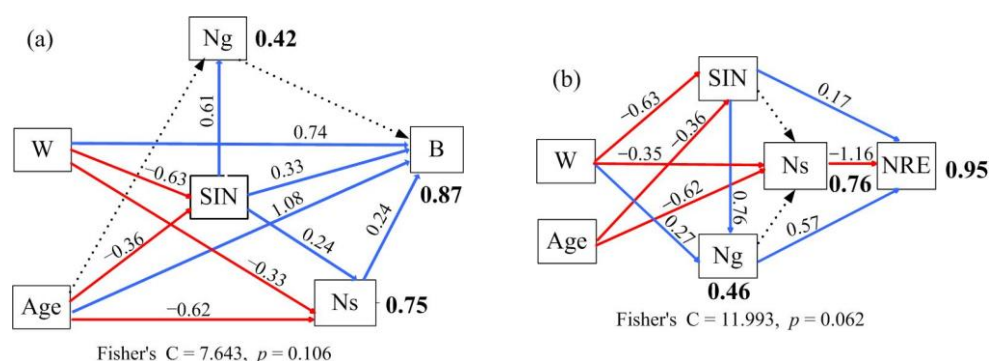 (a)
Ng 0.42
0.61
W
0.74
B
0.87
−0.63
0.33
SIN
1.08
−0.36
0.24
0.24
−0.33
Age
−0.62
Ns 0.75
Fisher's C = 7.643, p = 0.106
(b)
SIN
−0.63
0.17
−0.36
W
−0.35
Ns
−1.16
NRE 0.95
0.76
−0.62
0.76
0.27
0.57
Age
Ng
0.46
Fisher's C = 11.993, p = 0.062